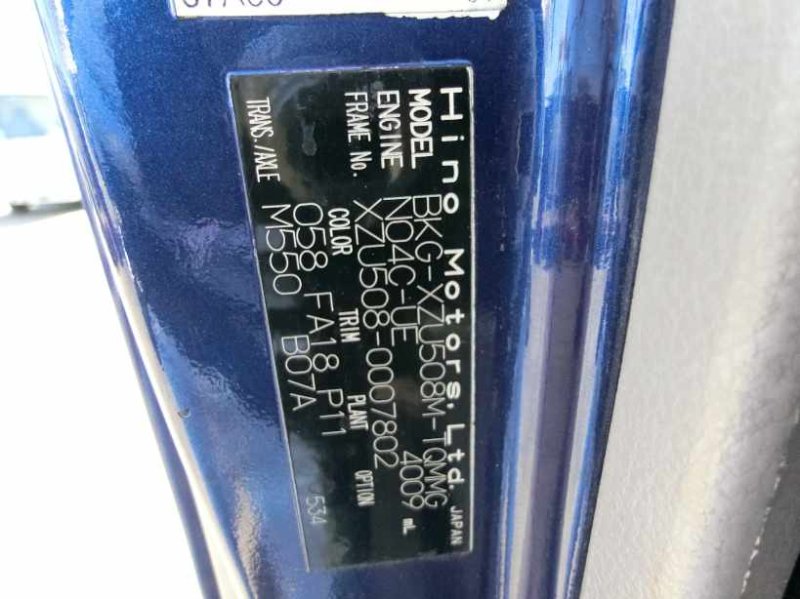 Hino Motors, Ltd. JAPAN
MODEL BKG-XZU508M-TQMMG
ENGINE N04C-UE 4009 mL
FRAME No. XZU508-0007802
COLOR TRIM PLANT OPTION
058 FA18 P11
TRANS./AXLE M550 B07A
534